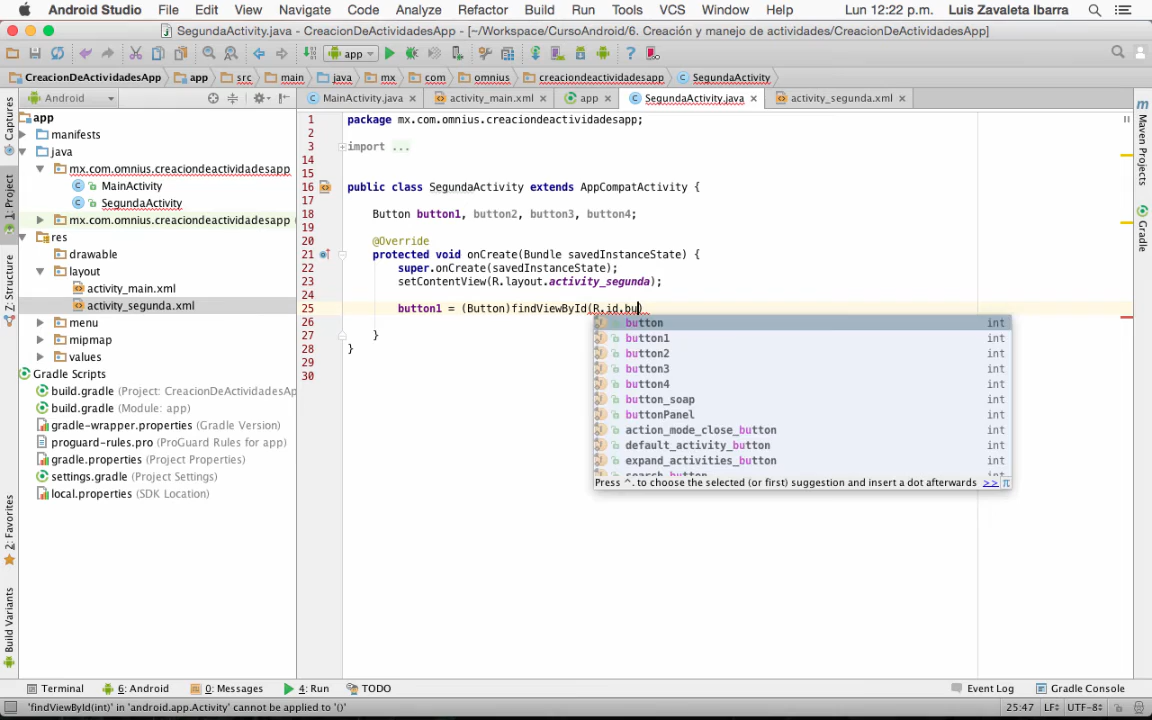 Android Studio File Edit View Navigate Code Analyze Refactor Build Run Tools VCS Window Help Lun 12:22 p.m. Luis Zavaleta Ibarra
SegundaActivity.java - [~/Workspace/CursoAndroid/6. Creación y manejo de actividades/CreacionDeActividadesApp]
app
CreacionDeActividadesApp app src main java mx com omnius creaciondeactividadesapp SegundaActivity
Android
MainActivity.java activity_main.xml app SegundaActivity.java activity_segunda.xml
app
manifests
java
mx.com.omnius.creaciondeactividadesapp
MainActivity
SegundaActivity
mx.com.omnius.creaciondeactividadesapp
res
drawable
layout
activity_main.xml
activity_segunda.xml
menu
mipmap
values
Gradle Scripts
build.gradle (Project: CreacionDeActividadesAp
build.gradle (Module: app)
gradle-wrapper.properties (Gradle Version)
proguard-rules.pro (ProGuard Rules for app)
gradle.properties (Project Properties)
settings.gradle (Project Settings)
local.properties (SDK Location)
Captures
1: Project
Z: Structure
2: Favorites
Build Variants
1 package mx.com.omnius.creaciondeactividadesapp;
2
3 import ...
14
15
16 public class SegundaActivity extends AppCompatActivity {
17
18 Button button1, button2, button3, button4;
19
20 @Override
21 protected void onCreate(Bundle savedInstanceState) {
22 super.onCreate(savedInstanceState);
23 setContentView(R.layout.activity_segunda);
24
25 button1 = (Button)findViewById(R.id.bu)
26
27 }
28 }
29
30
button int
button1 int
button2 int
button3 int
button4 int
button_soap int
buttonPanel int
action_mode_close_button int
default_activity_button int
expand_activities_button int
search_button int
Press ^. to choose the selected (or first) suggestion and insert a dot afterwards >> π
Maven Projects
Gradle
Terminal 6: Android 0: Messages 4: Run TODO Event Log Gradle Console
'findViewById(int)' in 'android.app.Activity' cannot be applied to '()' 25:47 LF÷ UTF-8÷